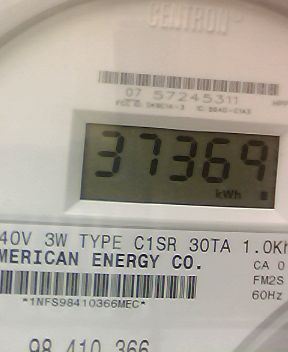 CENTRON
07 57245311
37369
kWh
40V 3W TYPE C1SR 30TA 1.0Kh
MERICAN ENERGY CO.
CA 0
FM2S
60Hz
*1NFS98410366MEC*
98 410 366